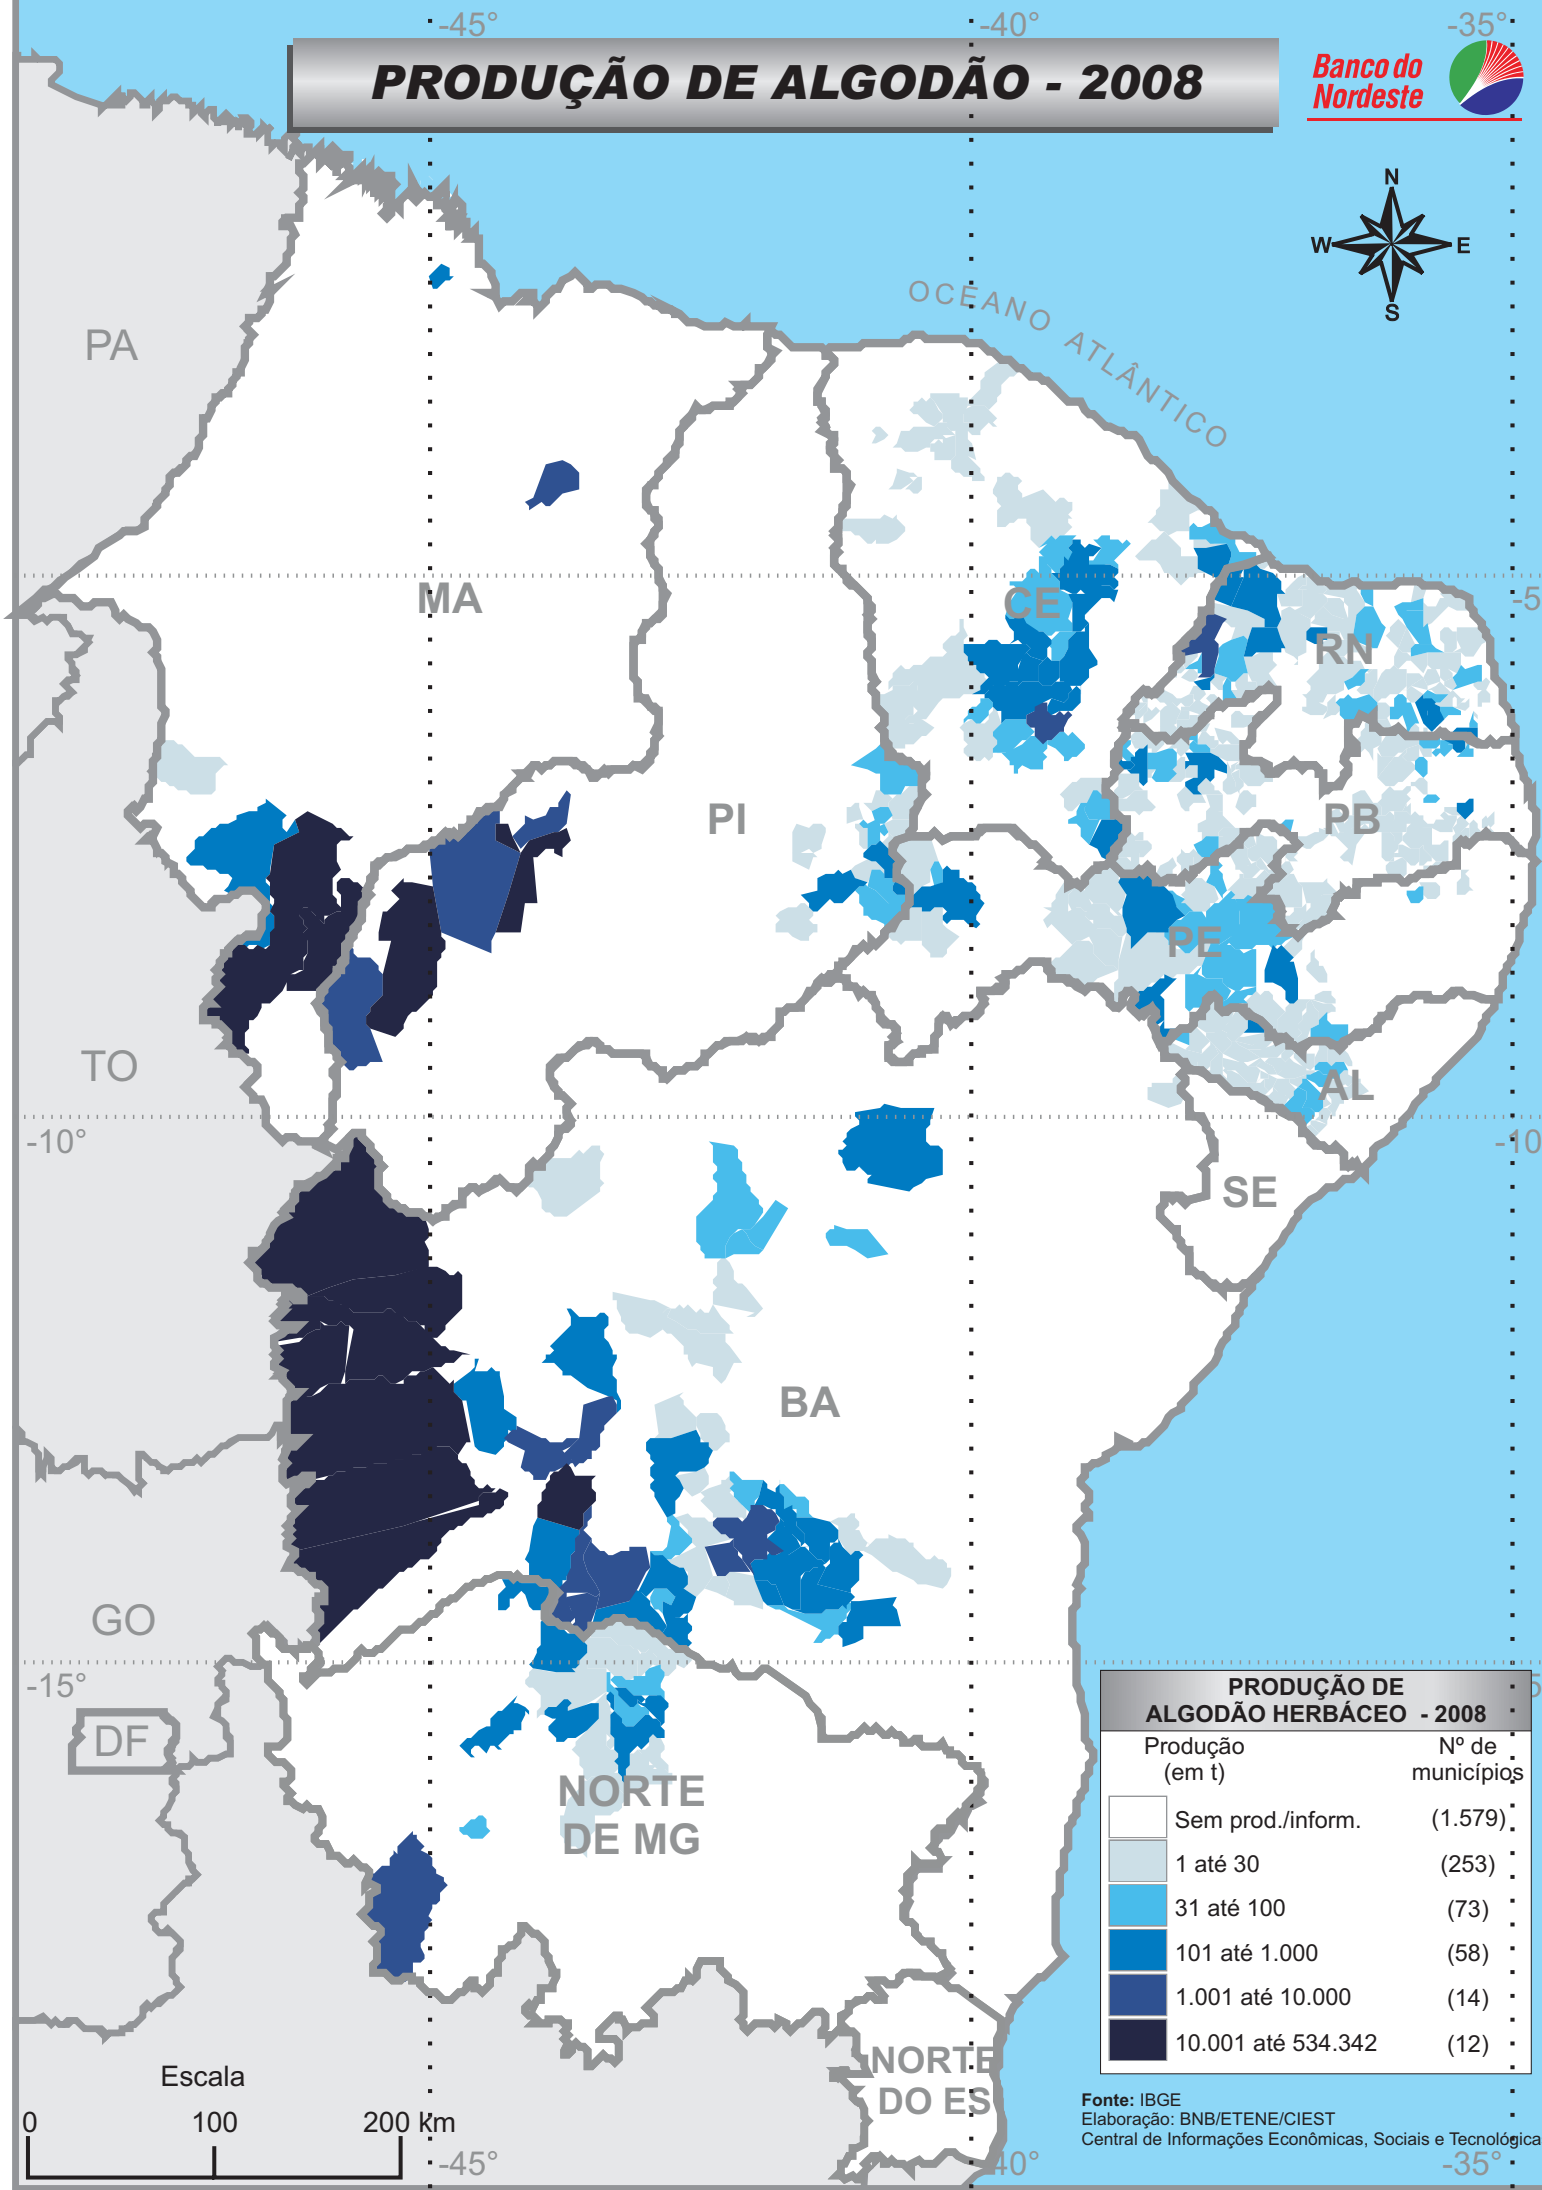 -45°
-40°
-35°
PRODUÇÃO DE ALGODÃO - 2008
Banco do
Nordeste
N
W
E
S
OCEANO ATLÂNTICO
PA
MA
CE
-5
RN
PI
PB
PE
TO
AL
-10°
-10
SE
BA
GO
-15°
5
DF
NORTE
DE MG
PRODUÇÃO DE
ALGODÃO HERBÁCEO - 2008
Produção
(em t)
Nº de
municípios
Sem prod./inform. (1.579)
1 até 30 (253)
31 até 100 (73)
101 até 1.000 (58)
1.001 até 10.000 (14)
10.001 até 534.342 (12)
NORTE
DO ES
Escala
0 100 200 km
Fonte: IBGE
Elaboração: BNB/ETENE/CIEST
Central de Informações Econômicas, Sociais e Tecnológica
-45°
40°
-35°